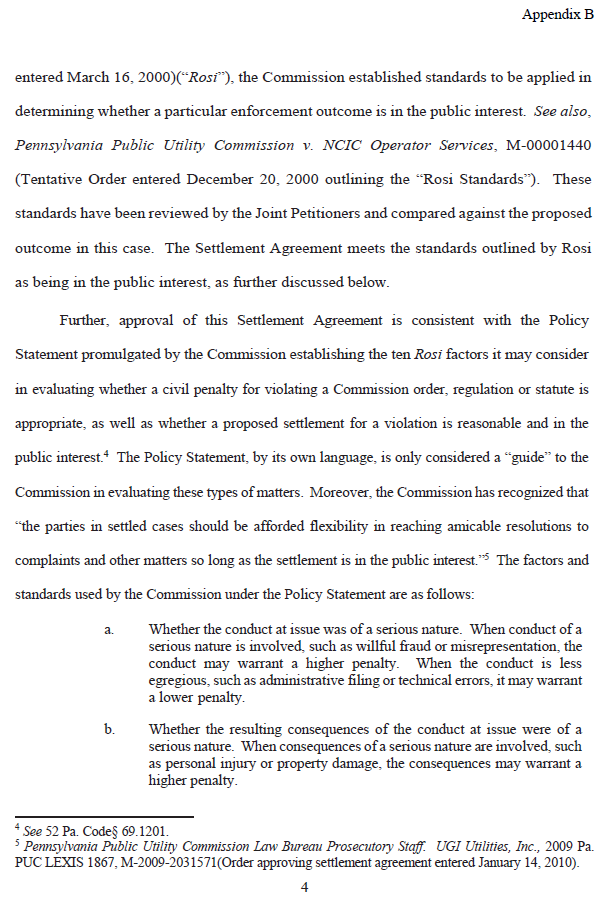 Appendix B
entered March 16, 2000)(“Rosi”), the Commission established standards to be applied in
determining whether a particular enforcement outcome is in the public interest. See also,
Pennsylvania Public Utility Commission v. NCIC Operator Services, M-00001440
(Tentative Order entered December 20, 2000 outlining the “Rosi Standards”). These
standards have been reviewed by the Joint Petitioners and compared against the proposed
outcome in this case. The Settlement Agreement meets the standards outlined by Rosi
as being in the public interest, as further discussed below.
Further, approval of this Settlement Agreement is consistent with the Policy
Statement promulgated by the Commission establishing the ten Rosi factors it may consider
in evaluating whether a civil penalty for violating a Commission order, regulation or statute is
appropriate, as well as whether a proposed settlement for a violation is reasonable and in the
public interest.4 The Policy Statement, by its own language, is only considered a “guide” to the
Commission in evaluating these types of matters. Moreover, the Commission has recognized that
“the parties in settled cases should be afforded flexibility in reaching amicable resolutions to
complaints and other matters so long as the settlement is in the public interest.”5 The factors and
standards used by the Commission under the Policy Statement are as follows:
a. Whether the conduct at issue was of a serious nature. When conduct of a
serious nature is involved, such as willful fraud or misrepresentation, the
conduct may warrant a higher penalty. When the conduct is less
egregious, such as administrative filing or technical errors, it may warrant
a lower penalty.
b. Whether the resulting consequences of the conduct at issue were of a
serious nature. When consequences of a serious nature are involved, such
as personal injury or property damage, the consequences may warrant a
higher penalty.
4 See 52 Pa. Code§ 69.1201.
5 Pennsylvania Public Utility Commission Law Bureau Prosecutory Staff. UGI Utilities, Inc., 2009 Pa.
PUC LEXIS 1867, M-2009-2031571(Order approving settlement agreement entered January 14, 2010).
4